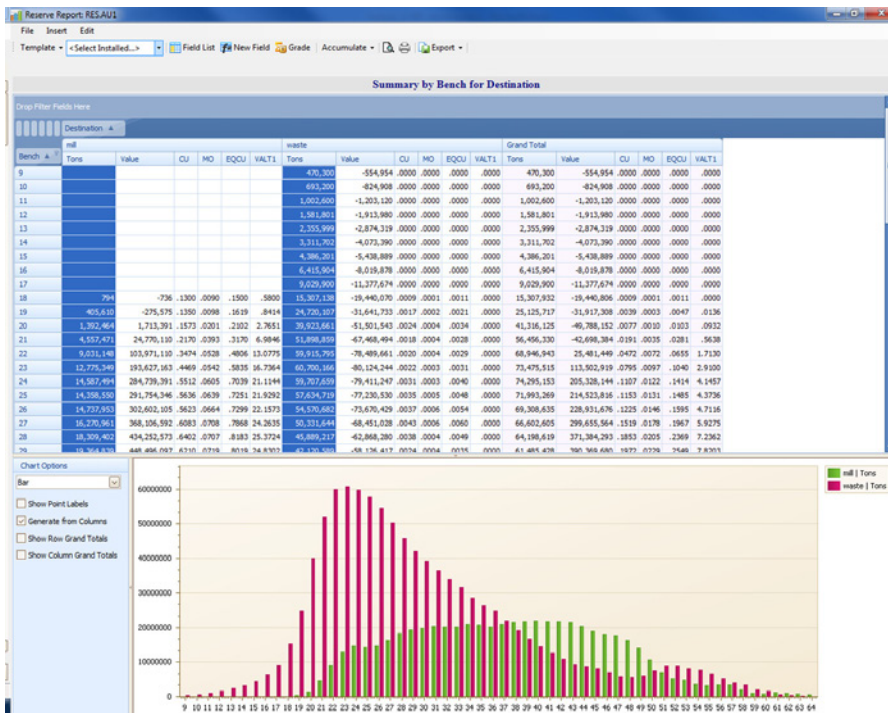 Reserve Report: RES.AU1
File Insert Edit
Template <Select Installed...> Field List New Field Grade Accumulate Export
Summary by Bench for Destination
Drop Filter Fields Here
Destination
mill waste Grand Total
Bench Tons Value CU MO EQCU VALT1 Tons Value CU MO EQCU VALT1 Tons Value CU MO EQCU VALT1
9 470,300 -554,954 .0000 .0000 .0000 .0000 470,300 -554,954 .0000 .0000 .0000 .0000
10 693,200 -824,908 .0000 .0000 .0000 .0000 693,200 -824,908 .0000 .0000 .0000 .0000
11 1,002,600 -1,203,120 .0000 .0000 .0000 .0000 1,002,600 -1,203,120 .0000 .0000 .0000 .0000
12 1,581,801 -1,913,980 .0000 .0000 .0000 .0000 1,581,801 -1,913,980 .0000 .0000 .0000 .0000
13 2,355,999 -2,874,319 .0000 .0000 .0000 .0000 2,355,999 -2,874,319 .0000 .0000 .0000 .0000
14 3,311,702 -4,073,390 .0000 .0000 .0000 .0000 3,311,702 -4,073,390 .0000 .0000 .0000 .0000
15 4,386,201 -5,438,889 .0000 .0000 .0000 .0000 4,386,201 -5,438,889 .0000 .0000 .0000 .0000
16 6,415,904 -8,019,878 .0000 .0000 .0000 .0000 6,415,904 -8,019,878 .0000 .0000 .0000 .0000
17 9,029,900 -11,377,674 .0000 .0000 .0000 .0000 9,029,900 -11,377,674 .0000 .0000 .0000 .0000
18 794 -736 .1300 .0090 .1500 .5800 15,307,138 -19,440,070 .0009 .0001 .0011 .0000 15,307,932 -19,440,806 .0009 .0001 .0011 .0000
19 405,610 -275,575 .1350 .0098 .1619 .8414 24,720,107 -31,641,733 .0017 .0002 .0021 .0000 25,125,717 -31,917,308 .0039 .0003 .0047 .0136
20 1,392,464 1,713,391 .1573 .0201 .2102 2.7651 39,923,661 -51,501,543 .0024 .0004 .0034 .0000 41,316,125 -49,788,152 .0077 .0010 .0103 .0932
21 4,557,471 24,770,110 .2170 .0393 .3170 6.9846 51,898,859 -67,468,494 .0018 .0004 .0028 .0000 56,456,330 -42,698,384 .0191 .0035 .0281 .5638
22 9,031,148 103,971,110 .3474 .0528 .4806 13.0775 59,915,795 -78,489,661 .0020 .0004 .0029 .0000 68,946,943 25,481,449 .0472 .0072 .0655 1.7130
23 12,775,349 193,627,163 .4469 .0542 .5835 16.7364 60,700,166 -80,124,244 .0022 .0003 .0031 .0000 73,475,515 113,502,919 .0795 .0097 .1040 2.9100
24 14,587,494 284,739,391 .5512 .0605 .7039 21.1144 59,707,659 -79,411,247 .0031 .0003 .0040 .0000 74,295,153 205,328,144 .1107 .0122 .1414 4.1457
25 14,358,550 291,754,346 .5636 .0639 .7251 21.9292 57,634,719 -77,230,530 .0035 .0005 .0048 .0000 71,993,269 214,523,816 .1153 .0131 .1485 4.3736
26 14,737,953 302,602,105 .5623 .0664 .7299 22.1573 54,570,682 -73,670,429 .0037 .0006 .0054 .0000 69,308,635 228,931,676 .1225 .0146 .1595 4.7116
27 16,270,961 368,106,592 .6083 .0708 .7868 24.2635 50,331,644 -68,451,028 .0043 .0006 .0060 .0000 66,602,605 299,655,564 .1519 .0178 .1967 5.9275
28 18,309,402 434,252,573 .6402 .0707 .8183 25.3724 45,889,217 -62,868,280 .0038 .0004 .0049 .0000 64,198,619 371,384,293 .1853 .0205 .2369 7.2362
29 19,364,839 448,496,097 .6210 .0719 .8019 24.8302 42,120,589 -58,126,417 .0024 .0004 .0035 .0000 61,485,428 390,369,680 .1972 .0229 .2549 7.8203
Chart Options
Bar
Show Point Labels
Generate from Columns
Show Row Grand Totals
Show Column Grand Totals
mill | Tons
waste | Tons
60000000
50000000
40000000
30000000
20000000
10000000
0
9 10 11 12 13 14 15 16 17 18 19 20 21 22 23 24 25 26 27 28 29 30 31 32 33 34 35 36 37 38 39 40 41 42 43 44 45 46 47 48 49 50 51 52 53 54 55 56 57 58 59 60 61 62 63 64